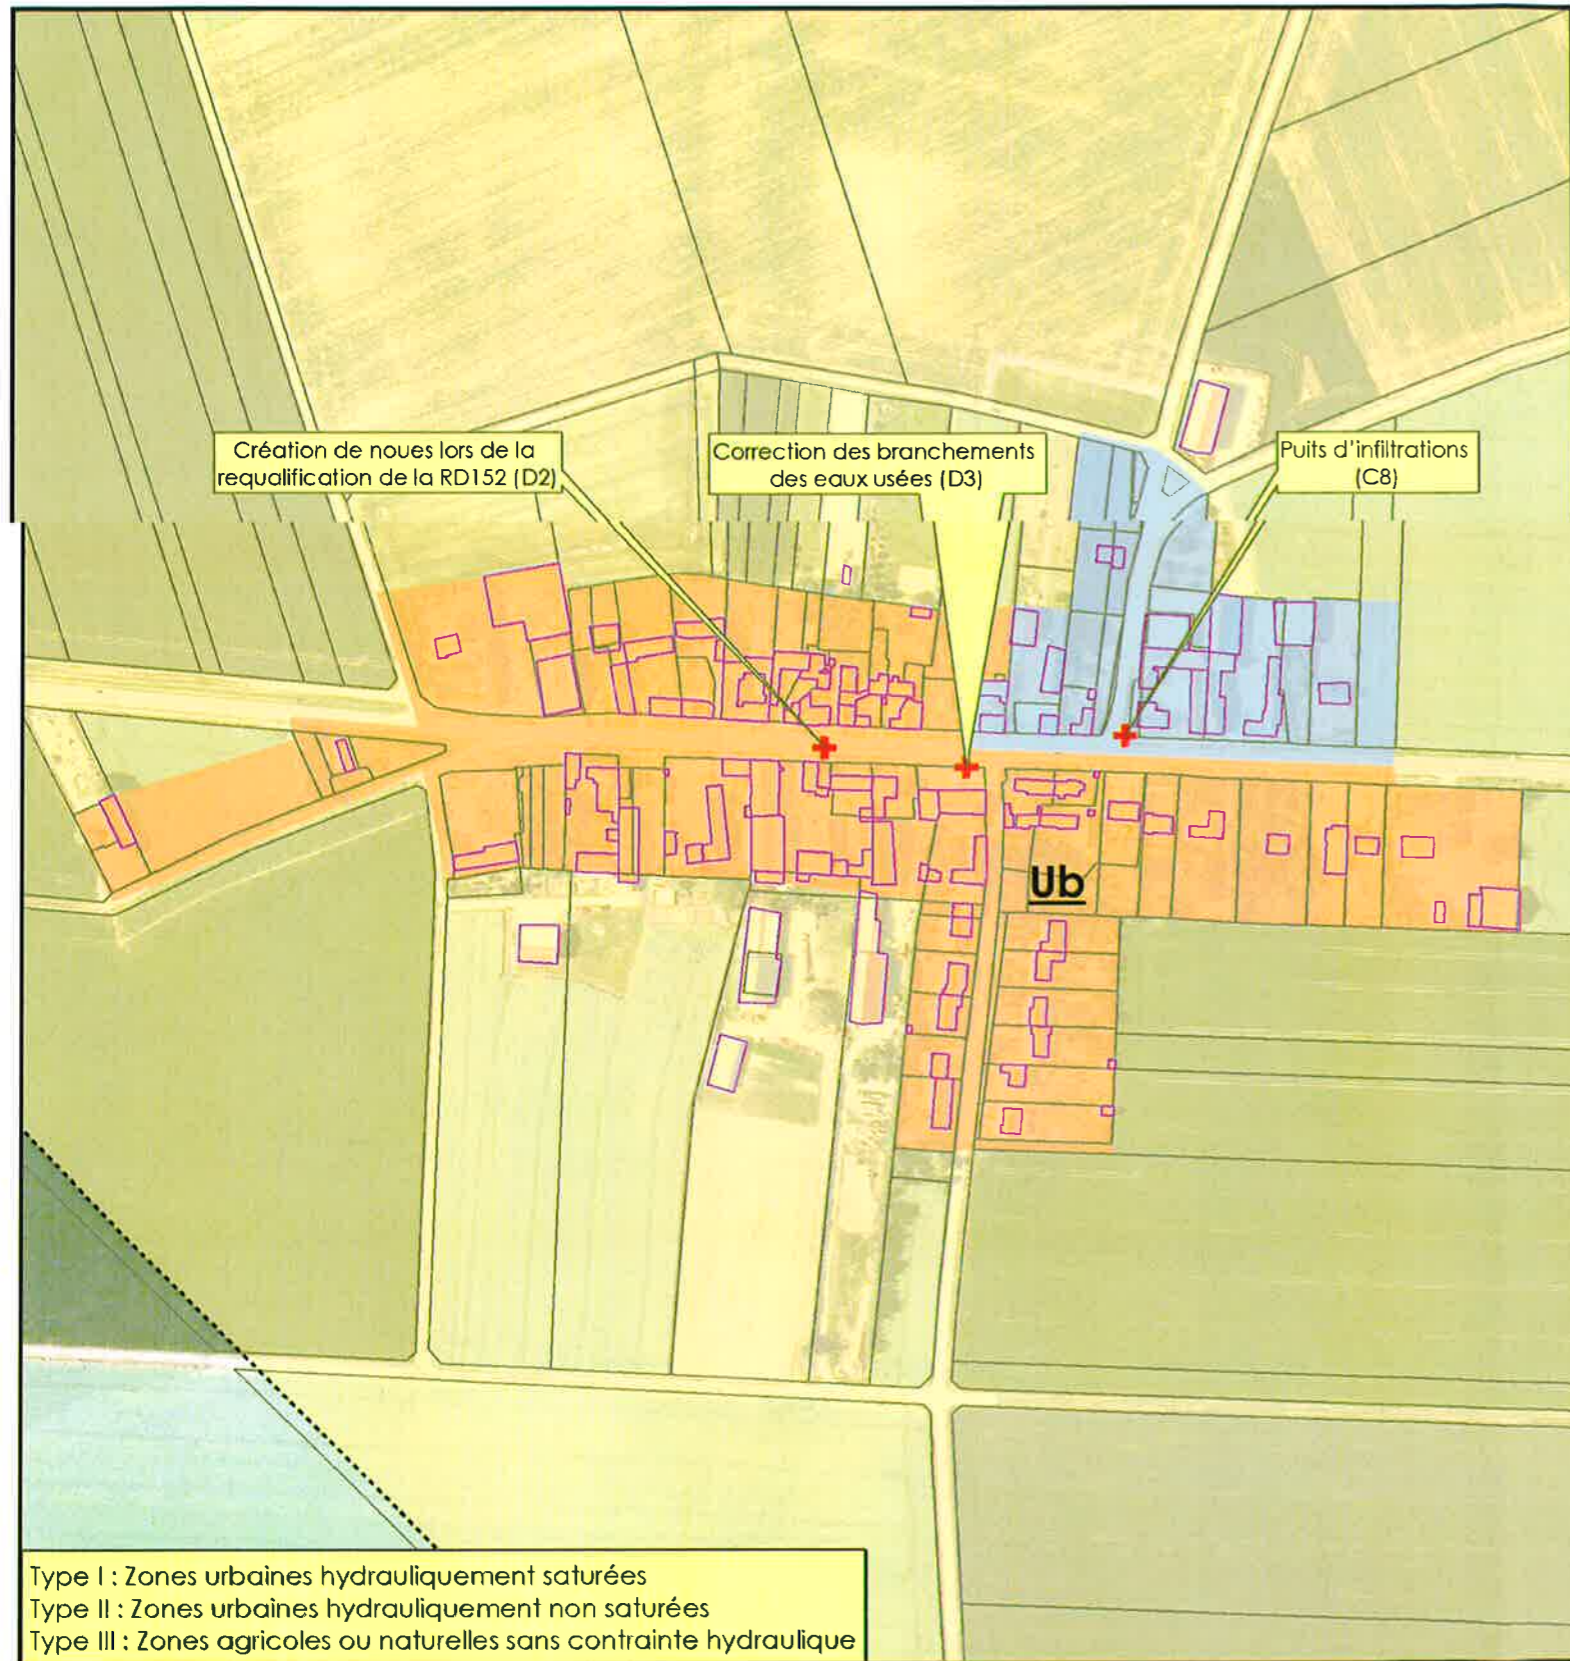 Création de noues lors de la
requalification de la RD152 (D2)
Correction des branchements
des eaux usées (D3)
Puits d'infiltrations
(C8)
Ub
Type I : Zones urbaines hydrauliquement saturées
Type II : Zones urbaines hydrauliquement non saturées
Type III : Zones agricoles ou naturelles sans contrainte hydraulique